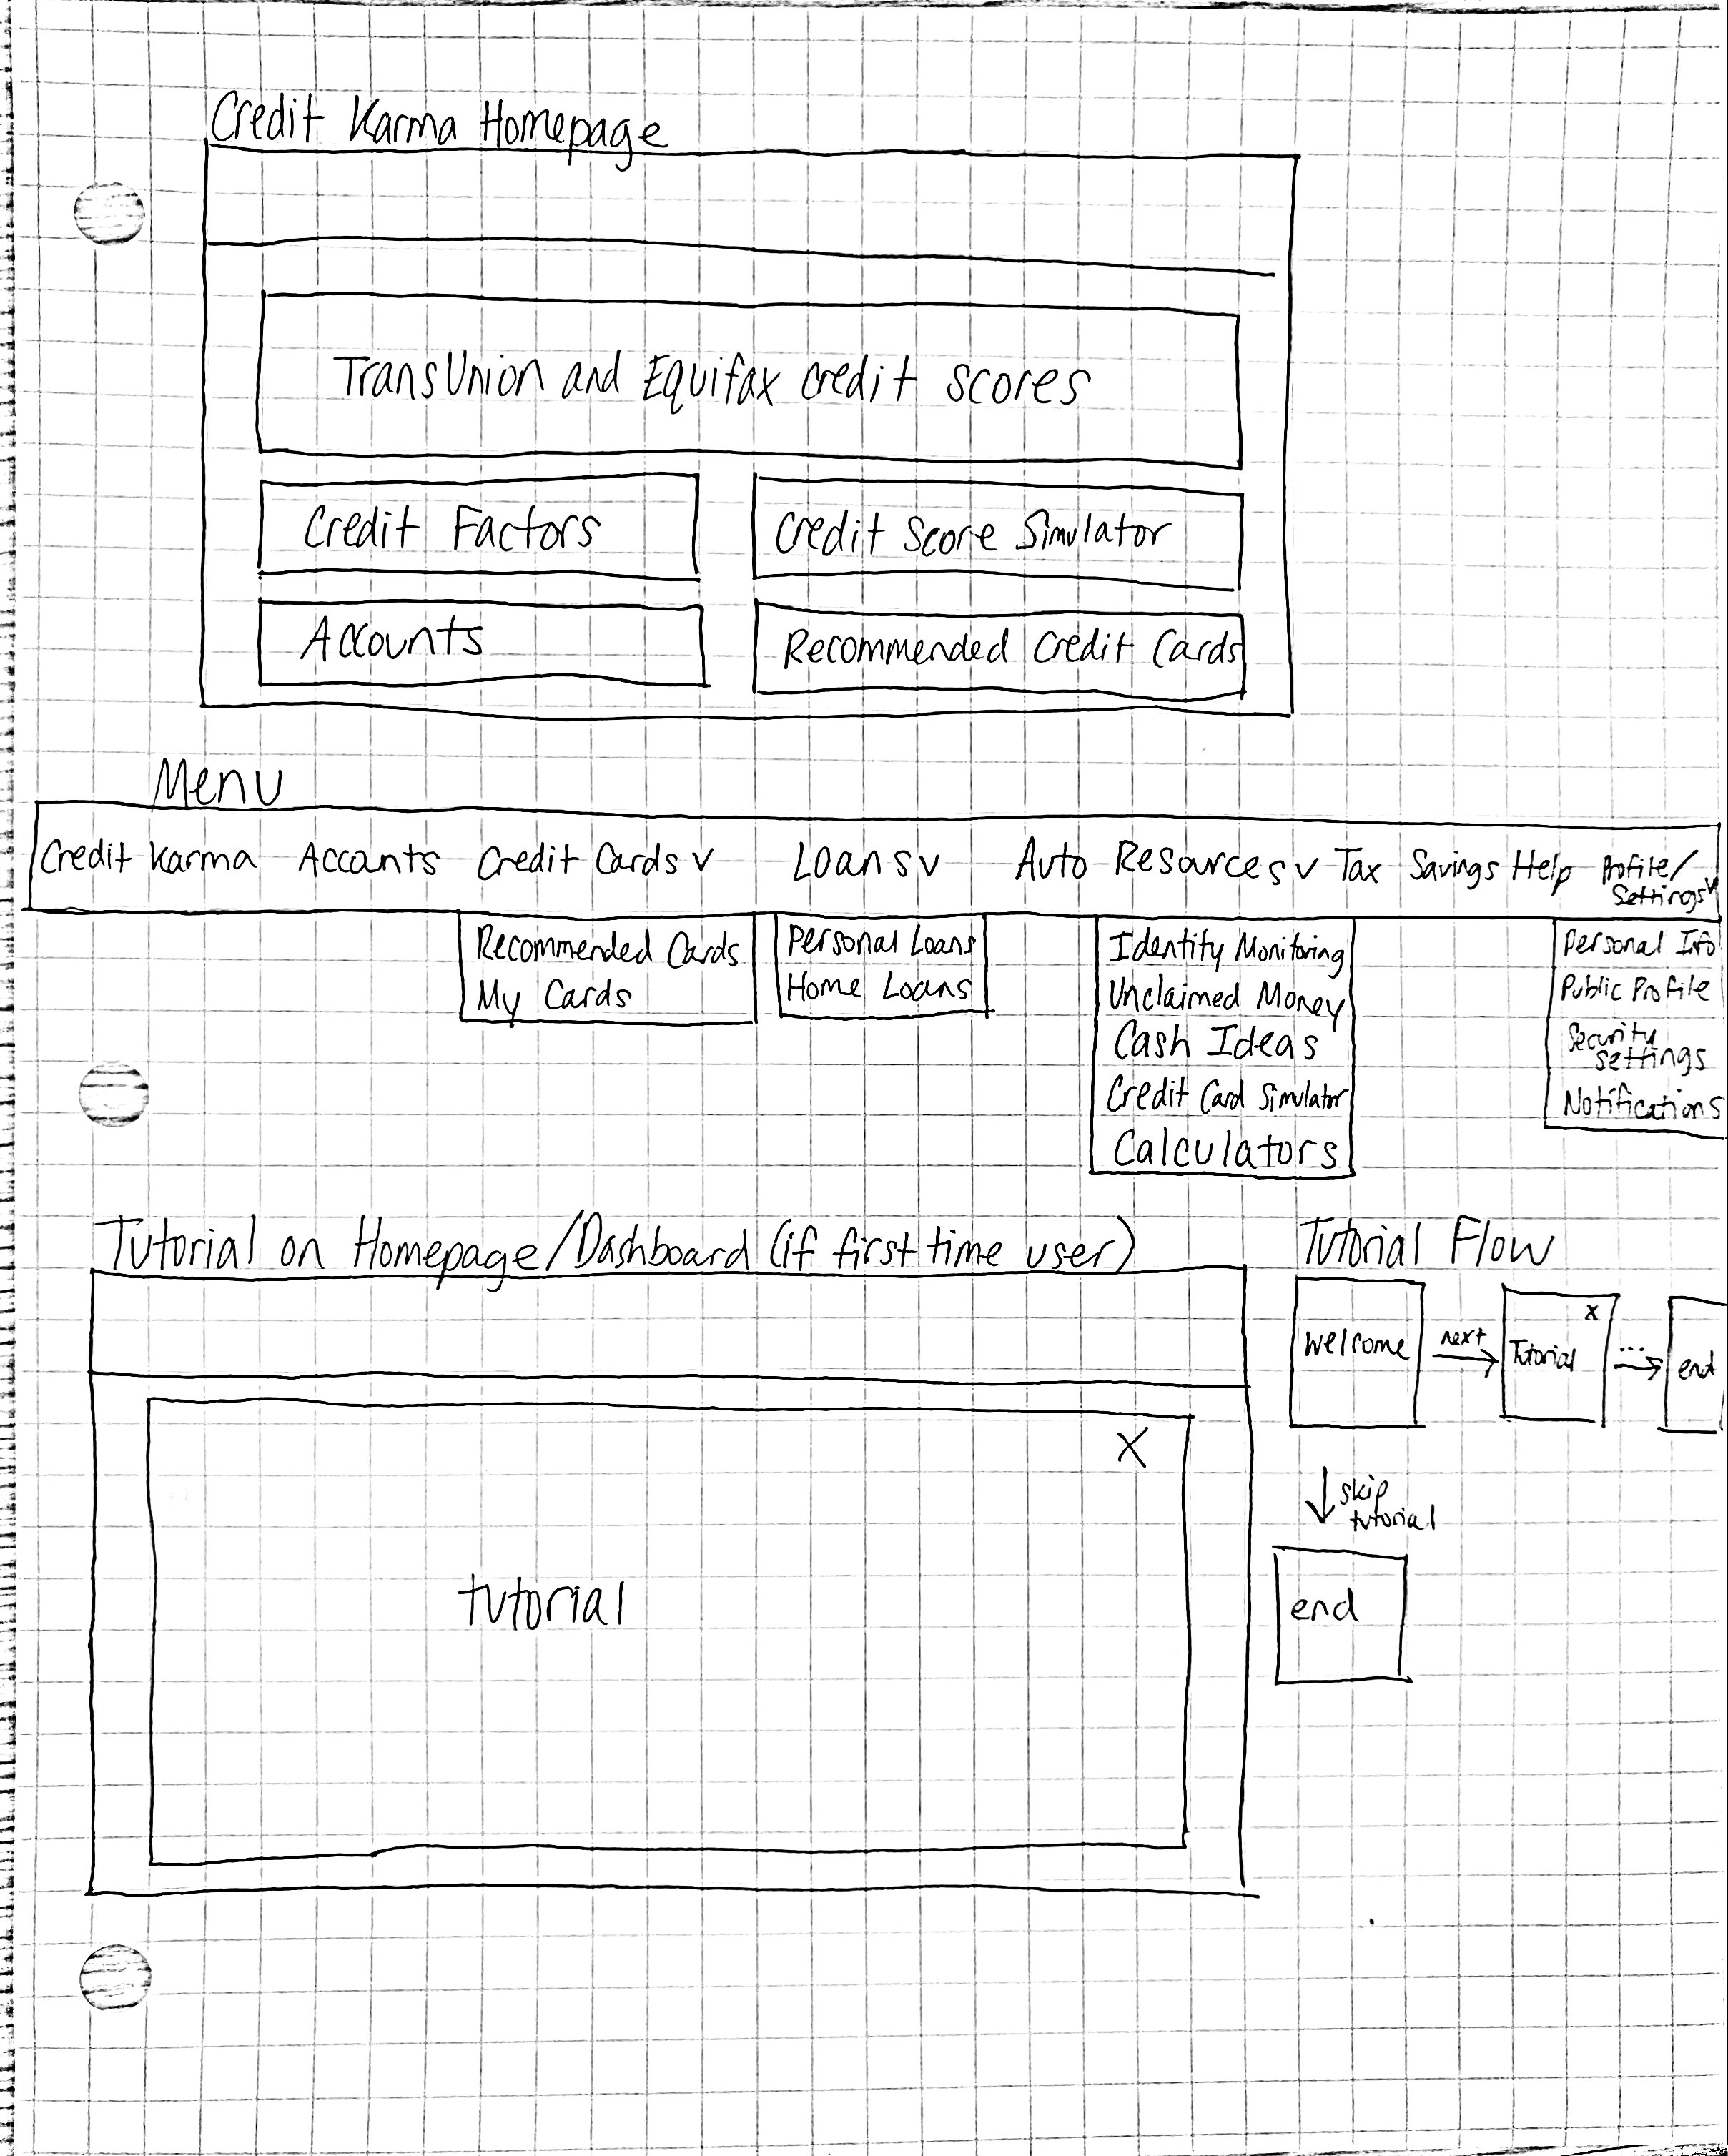 Credit Karma Homepage
TransUnion and Equifax credit scores
Credit Factors
Credit Score Simulator
Accounts
Recommended Credit Cards
Menu
Credit Karma Accounts Credit Cards v Loans v Auto Resources v Tax Savings Help Profile/
Settings v
Recommended Cards
My Cards
Personal Loans
Home Loans
Identity Monitoring
Unclaimed Money
Cash Ideas
Credit Card Simulator
Calculators
Personal Info
Public Profile
Security
Settings
Notifications
Tutorial on Homepage/Dashboard (if first time user)
X
tutorial
Tutorial Flow
Welcome
next
X
Tutorial
...
end
skip
tutorial
end